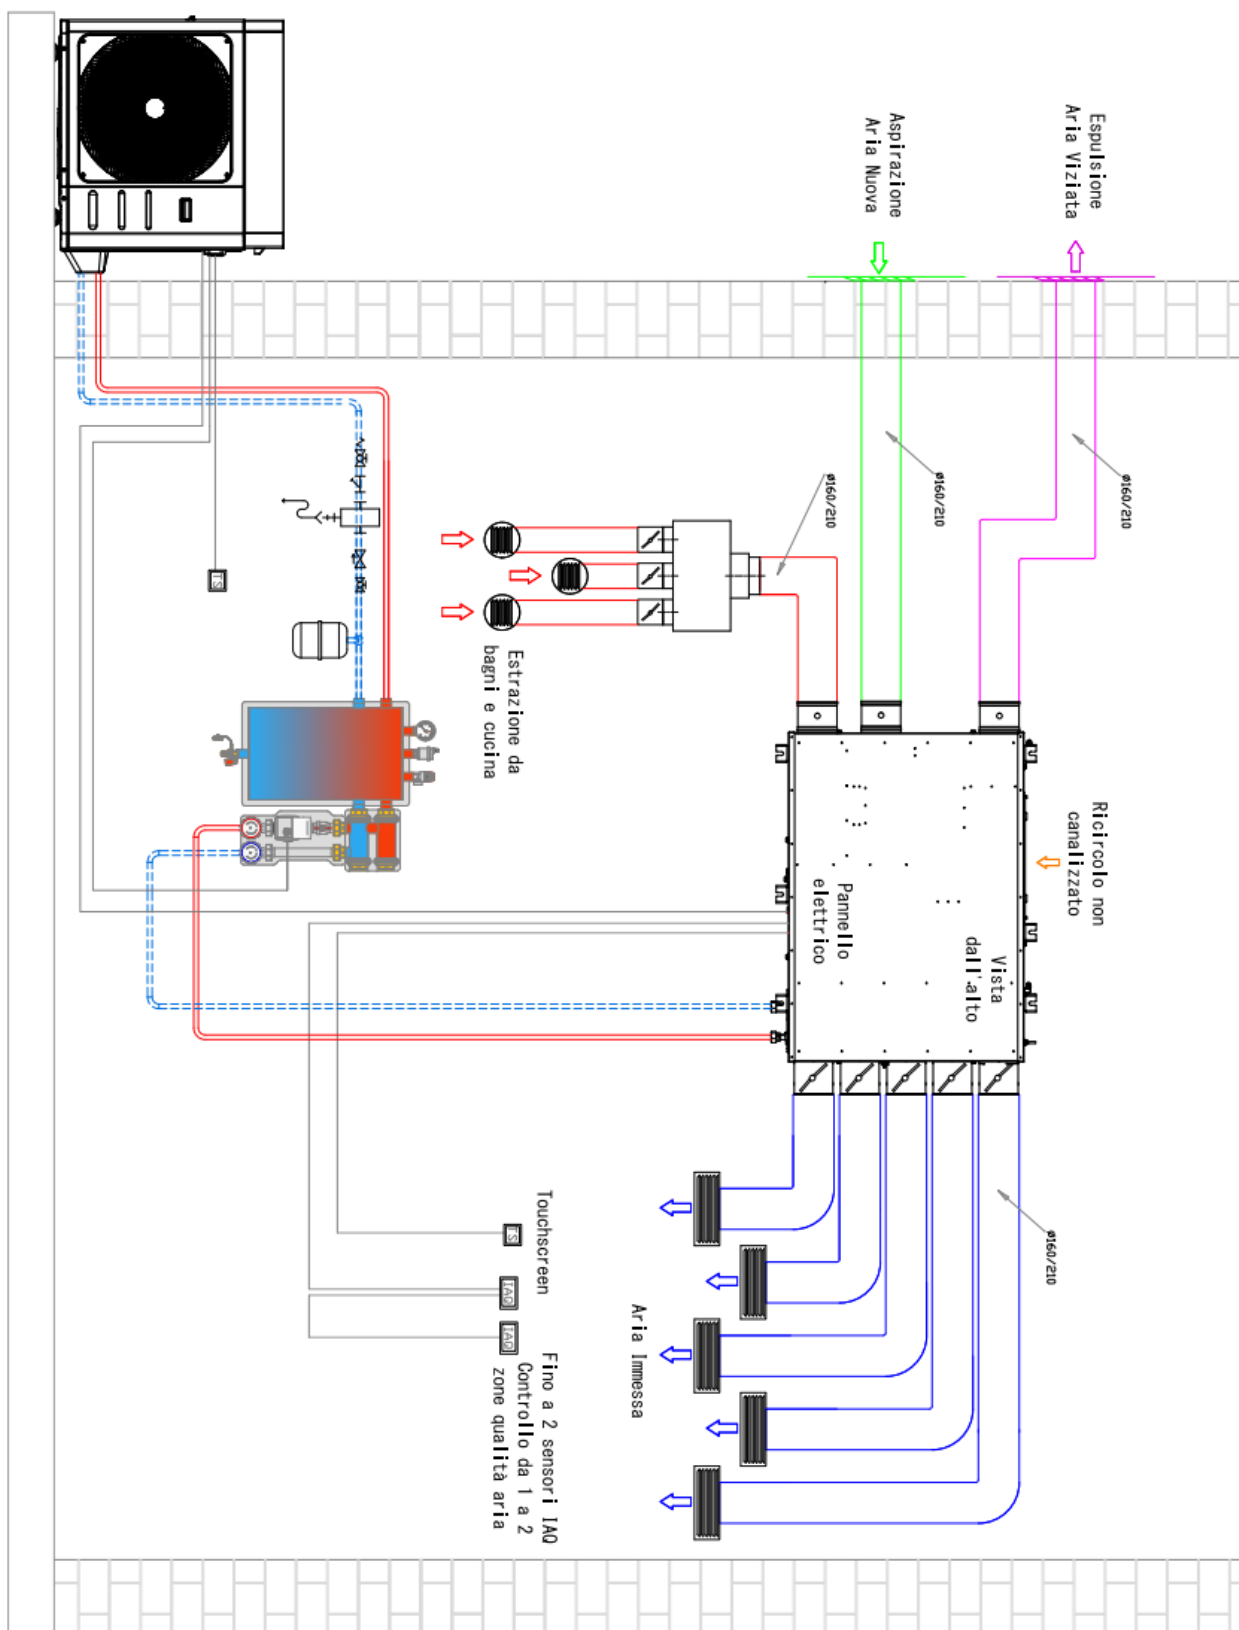 Espulsione
Aria Viziata
Aspirazione
Aria Nuova
ø160/210
ø160/210
ø160/210
TS
Estrazione da
bagni e cucina
Ricircolo non
canalizzato
Vista
dall'alto
Pannello
elettrico
ø160/210
Touchscreen
TS
IAQ
IAQ
Aria Immessa
Fino a 2 sensori IAQ
Controllo da 1 a 2
zone qualità aria